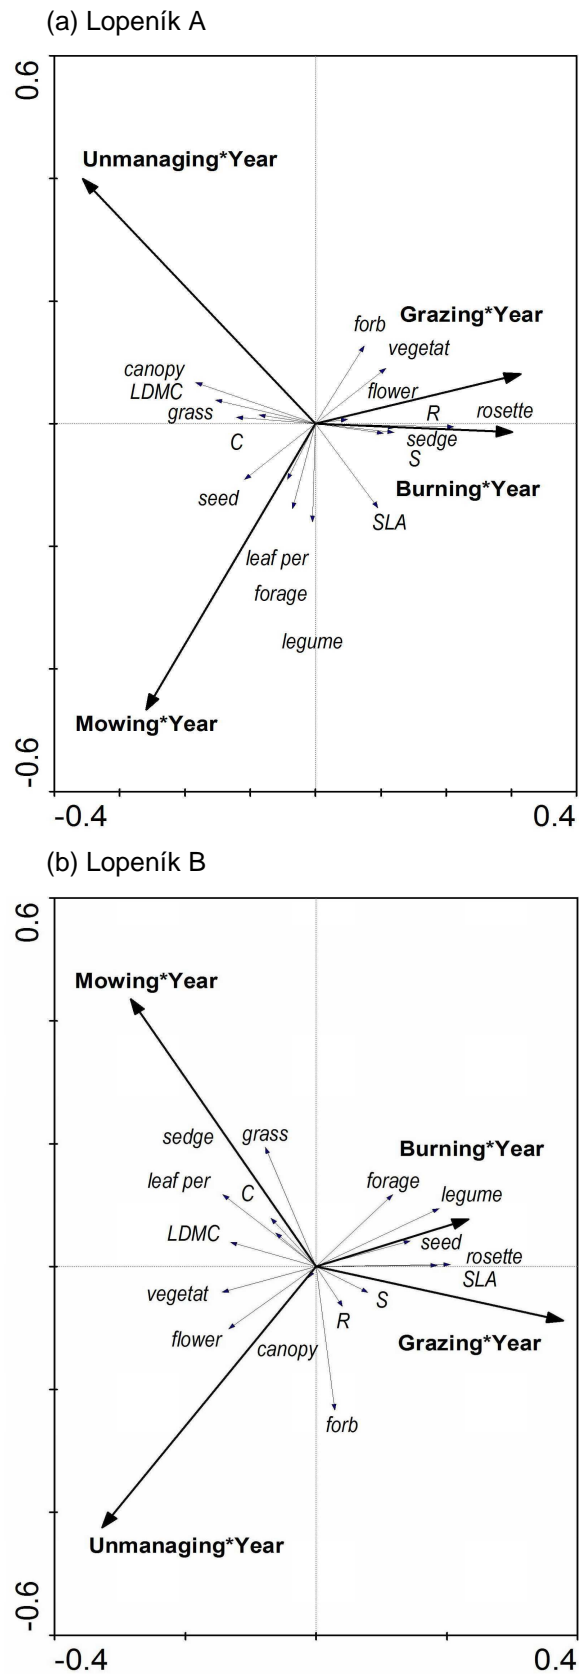 (a) Lopeník A
0.6
Unmanaging*Year
Grazing*Year
forb
vegetat
canopy
flower
LDMC
R
rosette
grass
C
sedge
S
Burning*Year
seed
SLA
leaf per
forage
legume
Mowing*Year
-0.6
-0.4
0.4
(b) Lopeník B
0.6
Mowing*Year
sedge
grass
Burning*Year
leaf per
C
forage
legume
LDMC
seed
rosette
SLA
vegetat
S
R
flower
canopy
Grazing*Year
forb
Unmanaging*Year
-0.6
-0.4
0.4